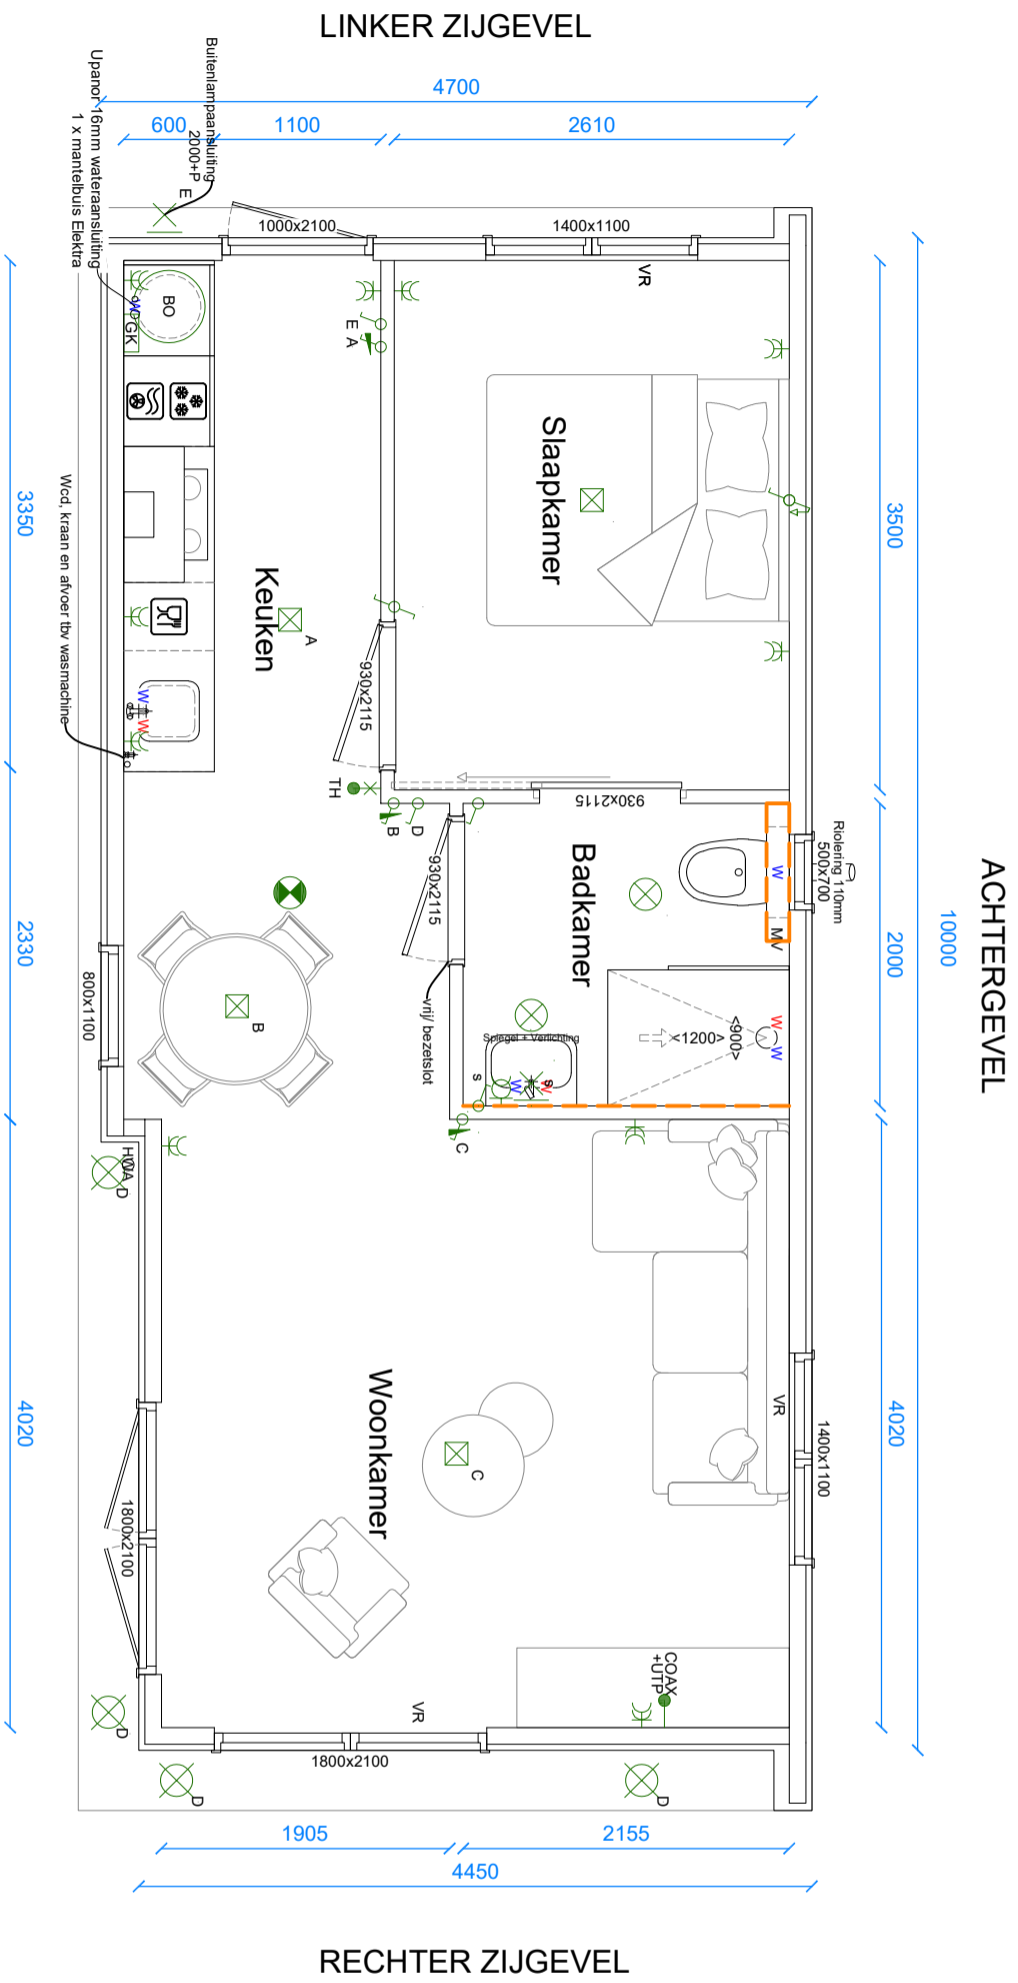 LINKER ZIJGEVEL
4700
600
1100
2610
Buitenlampaansluiting
2000+P
E
Upanor 16mm wateraansluiting
1 x mantelbuis Elektra
1000x2100
1400x1100
VR
BO
W
GK
E
A
3350
3500
Slaapkamer
Keuken
A
Wcd, kraan en afvoer tbv wasmachine
930x2115
W
W
TH
B
D
930x2115
930x2115
Badkamer
Riolering 110mm
500x700
W
MV
ACHTERGEVEL
10000
2000
2330
800x1100
B
vrij/ bezetslot
Spiegel + Verlichting
<1200>
<900>
W
W
s
s
W
W
C
HWA
D
Woonkamer
C
VR
1400x1100
4020
4020
1800x2100
COAX
+UTP
VR
D
1800x2100
D
D
1905
2155
4450
RECHTER ZIJGEVEL